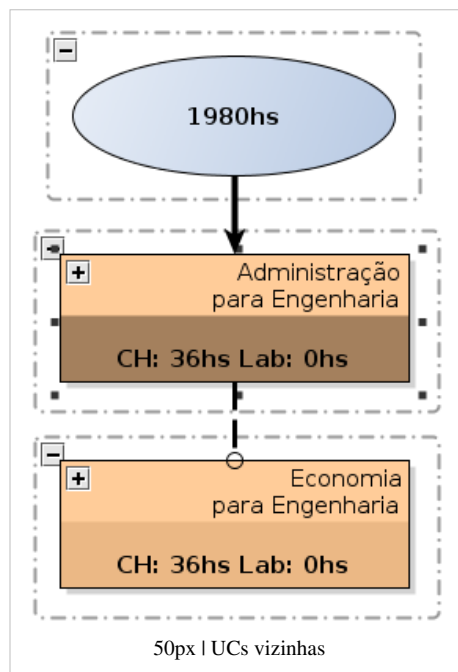 1980hs
Administração
para Engenharia
CH: 36hs Lab: 0hs
Economia
para Engenharia
CH: 36hs Lab: 0hs
50px | UCs vizinhas